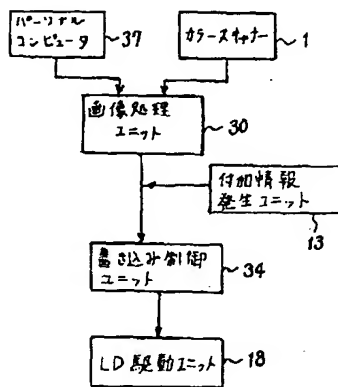 パーソナル
コンピュータ
37
カラースキャナー
1
画像処理
ユニット
30
付加情報
発生ユニット
13
書き込み制御
ユニット
34
LD駆動ユニット
18